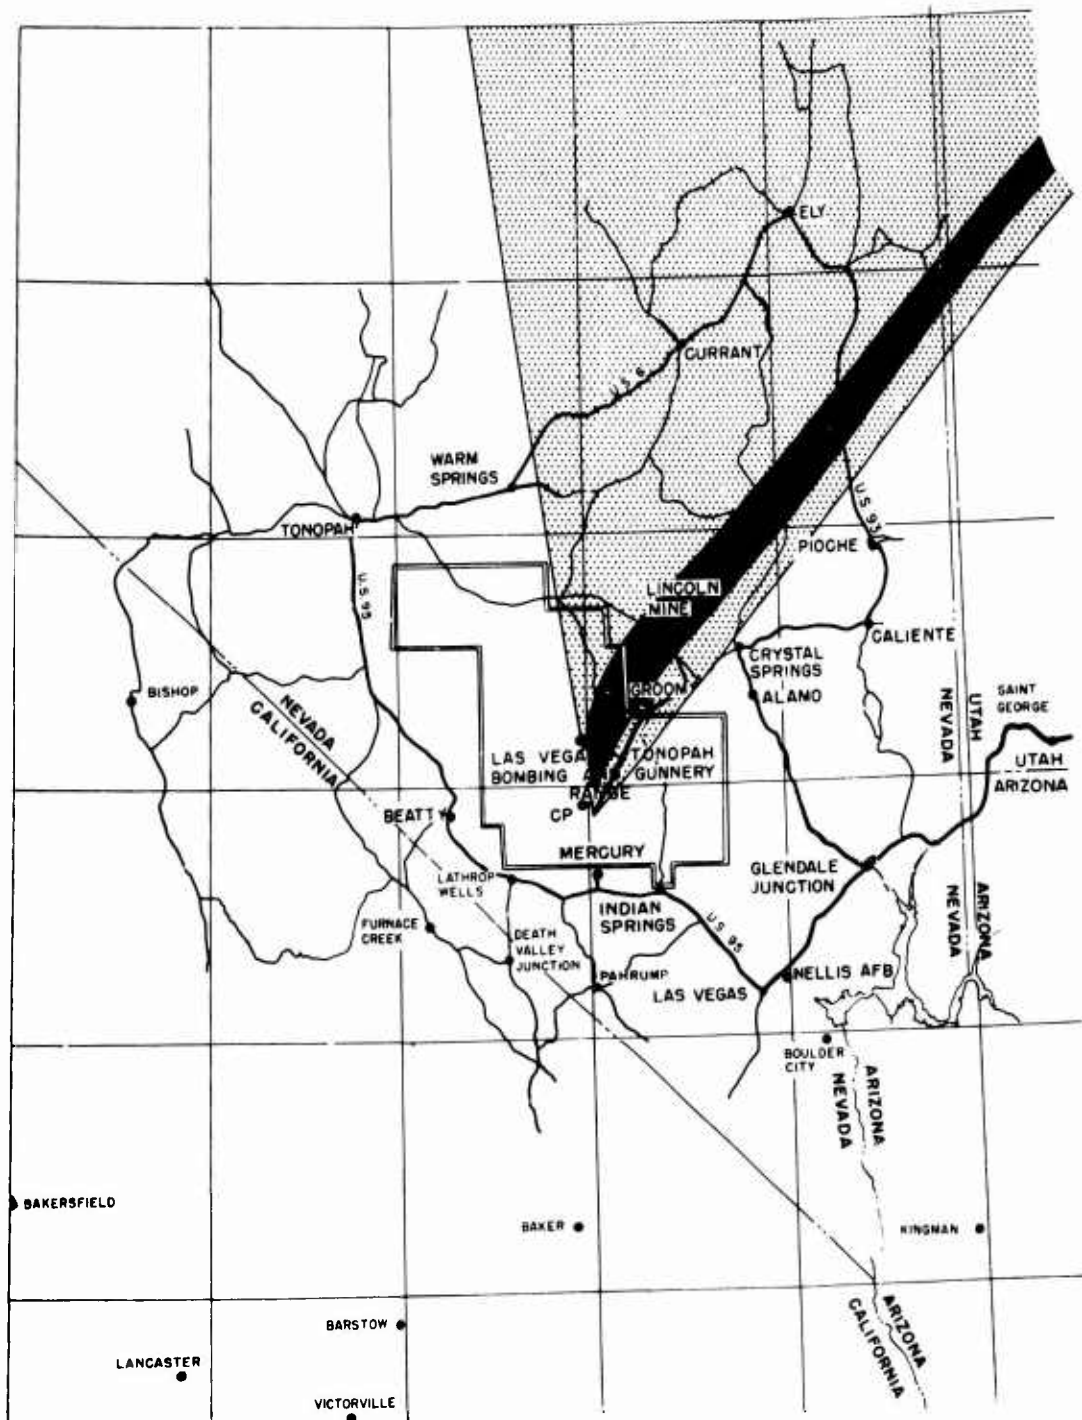 ELY
CURRANT
U S 6
WARM
SPRINGS
TONOPAH
U.S 95
U S 93
PIOCHE
LINCOLN
MINE
CALIENTE
CRYSTAL
SPRINGS
ALAMO
GROOM
BISHOP
NEVADA
CALIFORNIA
UTAH
NEVADA
SAINT
GEORGE
UTAH
ARIZONA
LAS VEGA
BOMBING
TONOPAH
GUNNERY
RANGE
CP
BEATTY
MERCURY
LATHROP
WELLS
GLENDALE
JUNCTION
FURNACE
CREEK
DEATH
VALLEY
JUNCTION
INDIAN
SPRINGS
U S 95
ARIZONA
NEVADA
PAHRUMP
LAS VEGAS
NELLIS AFB
BOULDER
CITY
ARIZONA
NEVADA
BAKERSFIELD
BAKER
KINGMAN
BARSTOW
ARIZONA
CALIFORNIA
LANCASTER
VICTORVILLE